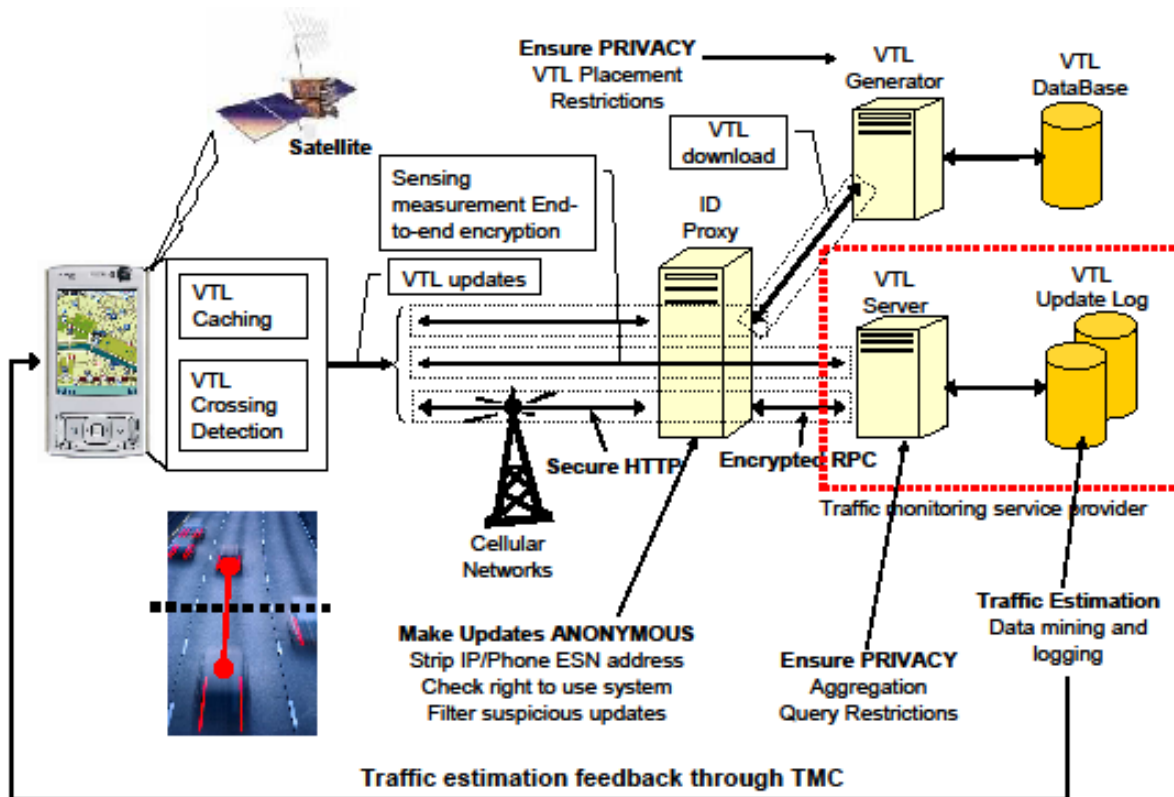 Ensure PRIVACY
VTL Placement
Restrictions
VTL
Generator
VTL
DataBase
Satellite
VTL
download
Sensing
measurement End-
to-end encryption
ID
Proxy
VTL updates
VTL
Caching
VTL
Crossing
Detection
VTL
Server
VTL
Update Log
Secure HTTP
Encrypted RPC
Traffic monitoring service provider
Cellular
Networks
Make Updates ANONYMOUS
Strip IP/Phone ESN address
Check right to use system
Filter suspicious updates
Ensure PRIVACY
Aggregation
Query Restrictions
Traffic Estimation
Data mining and
logging
Traffic estimation feedback through TMC